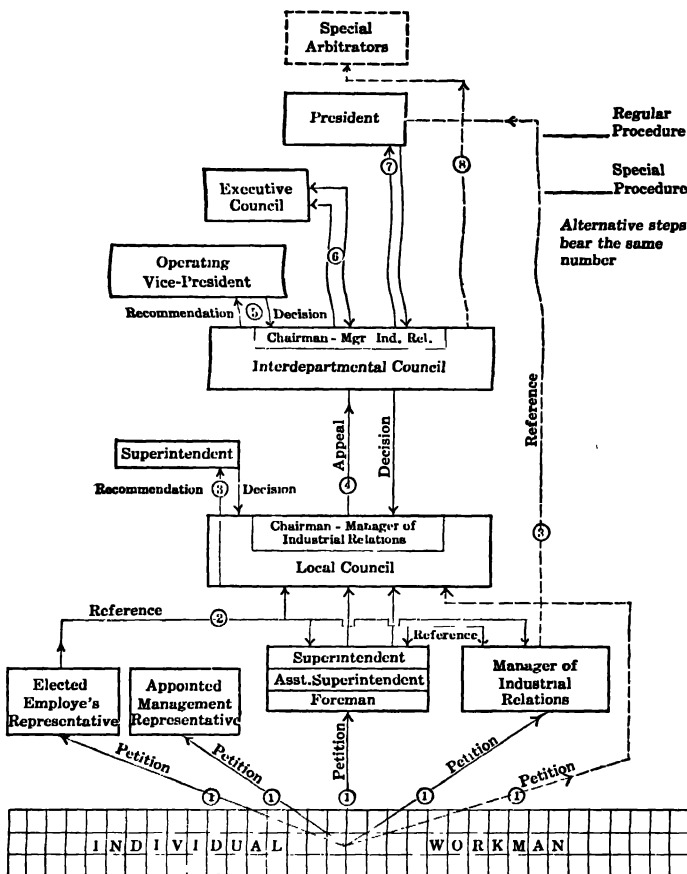 Special
Arbitrators
President
Regular
Procedure
Special
Procedure
Alternative steps
bear the same
number
7
8
Executive
Council
6
Operating
Vice-President
Recommendation
5
Decision
Chairman - Mgr Ind. Rel.
Interdepartmental Council
Appeal
Decision
Reference
4
3
Superintendent
Recommendation
3
Decision
Chairman - Manager of
Industrial Relations
Local Council
Reference
2
Reference
Elected
Employe's
Representative
Appointed
Management
Representative
Superintendent
Asst.Superintendent
Foreman
Manager of
Industrial
Relations
Petition
Petition
Petition
Petition
Petition
1
1
1
1
1
INDIVIDUAL WORKMAN